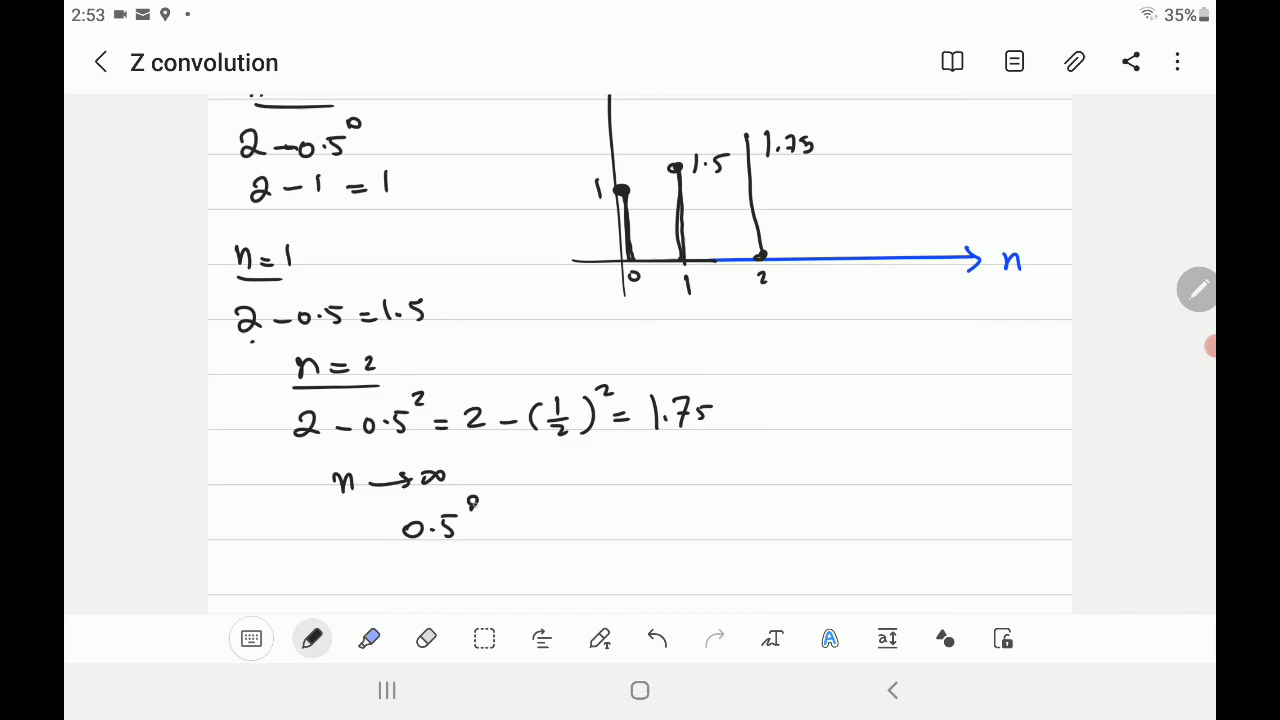 2:53
35%
Z convolution
2 - 0.5⁰
2 - 1 = 1
n = 1
2 - 0.5 = 1.5
n = 2
2 - 0.5² = 2 - (1/2)² = 1.75
n → ∞
0.5
1
1.5
1.75
0
1
2
n